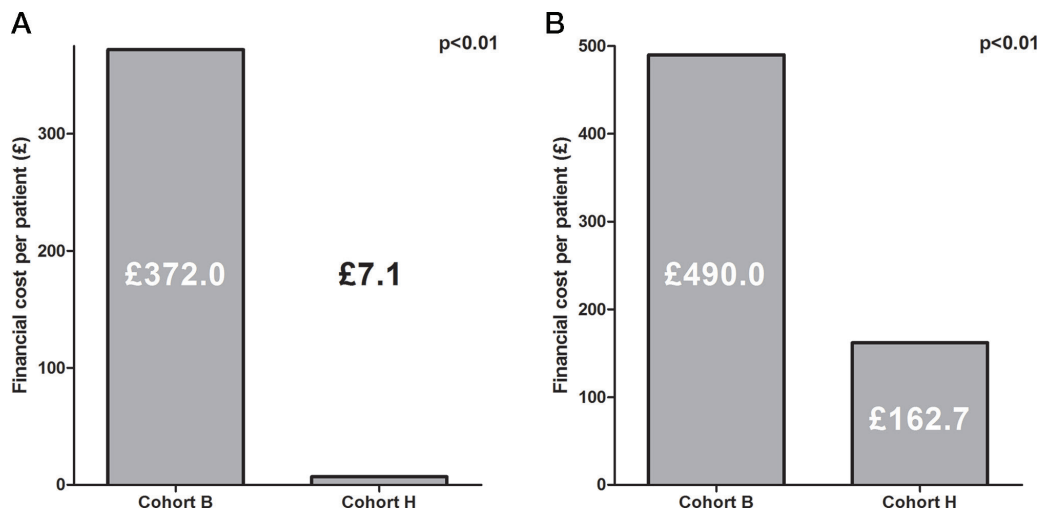 A
p<0.01
Financial cost per patient (£)
300
200
100
0
£372.0
£7.1
Cohort B
Cohort H
B
p<0.01
Financial cost per patient (£)
500
400
300
200
100
0
£490.0
£162.7
Cohort B
Cohort H